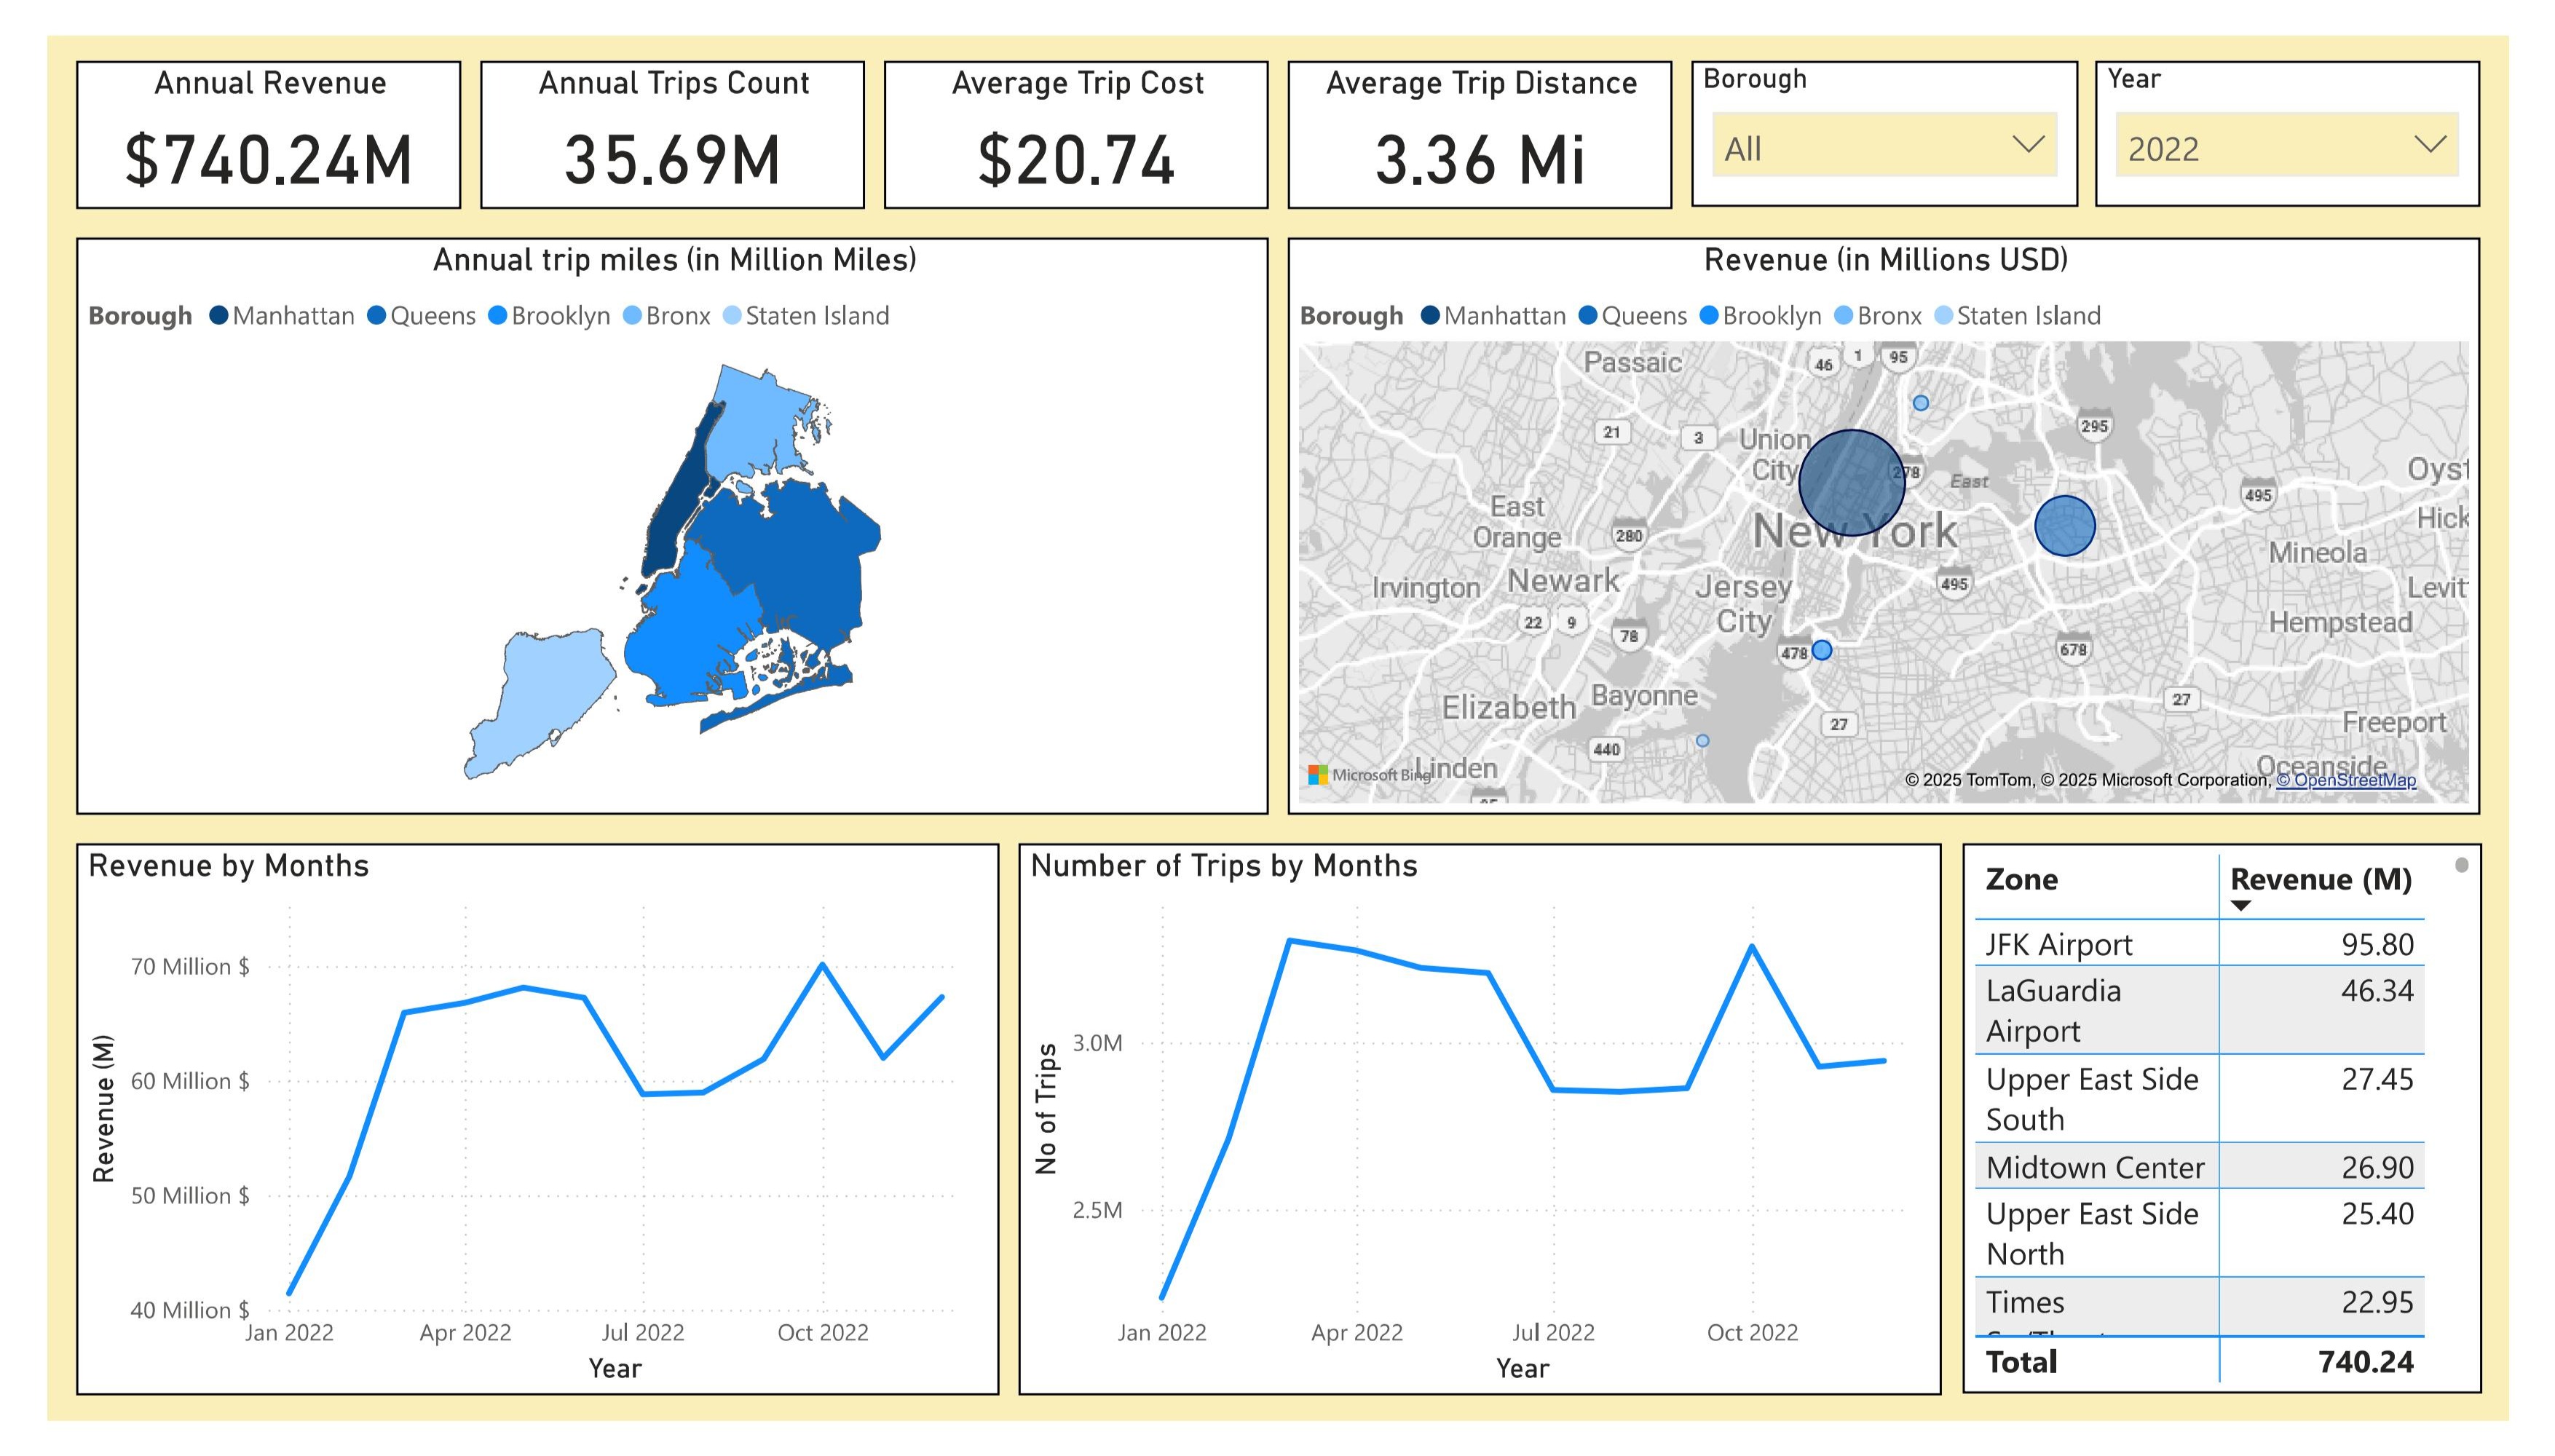 Annual Revenue
$740.24M
Annual Trips Count
35.69M
Average Trip Cost
$20.74
Average Trip Distance
3.36 Mi
Borough
All
Year
2022
Annual trip miles (in Million Miles)
Borough Manhattan Queens Brooklyn Bronx Staten Island
Revenue (in Millions USD)
Borough Manhattan Queens Brooklyn Bronx Staten Island
Passaic
46
1
95
21
3
Union
City
278
East
295
495
Oyst
Hick
East
Orange
280
New York
Mineola
Irvington
Newark
Jersey
City
495
Levit
22
9
78
478
678
Hempstead
Elizabeth
Bayonne
27
27
Freeport
440
Linden
Oceanside
Microsoft Bing
© 2025 TomTom, © 2025 Microsoft Corporation, © OpenStreetMap
Revenue by Months
Revenue (M)
70 Million $
60 Million $
50 Million $
40 Million $
Jan 2022 Apr 2022 Jul 2022 Oct 2022
Year
Number of Trips by Months
No of Trips
3.0M
2.5M
Jan 2022 Apr 2022 Jul 2022 Oct 2022
Year
Zone Revenue (M)
JFK Airport 95.80
LaGuardia 46.34
Airport
Upper East Side 27.45
South
Midtown Center 26.90
Upper East Side 25.40
North
Times 22.95
Total 740.24